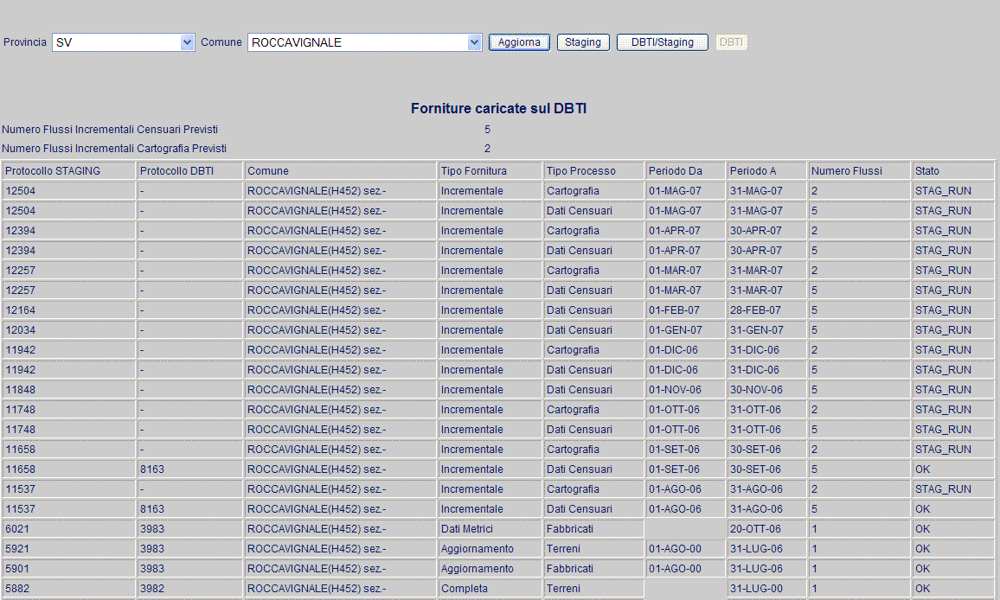 Provincia SV Comune ROCCAVIGNALE Aggiorna Staging DBTI/Staging DBTI
Forniture caricate sul DBTI
Numero Flussi Incrementali Censuari Previsti 5
Numero Flussi Incrementali Cartografia Previsti 2
Protocollo STAGING Protocollo DBTI Comune Tipo Fornitura Tipo Processo Periodo Da Periodo A Numero Flussi Stato
12504 - ROCCAVIGNALE(H452) sez.- Incrementale Cartografia 01-MAG-07 31-MAG-07 2 STAG_RUN
12504 - ROCCAVIGNALE(H452) sez.- Incrementale Dati Censuari 01-MAG-07 31-MAG-07 5 STAG_RUN
12394 - ROCCAVIGNALE(H452) sez.- Incrementale Cartografia 01-APR-07 30-APR-07 2 STAG_RUN
12394 - ROCCAVIGNALE(H452) sez.- Incrementale Dati Censuari 01-APR-07 30-APR-07 5 STAG_RUN
12257 - ROCCAVIGNALE(H452) sez.- Incrementale Cartografia 01-MAR-07 31-MAR-07 2 STAG_RUN
12257 - ROCCAVIGNALE(H452) sez.- Incrementale Dati Censuari 01-MAR-07 31-MAR-07 5 STAG_RUN
12164 - ROCCAVIGNALE(H452) sez.- Incrementale Dati Censuari 01-FEB-07 28-FEB-07 5 STAG_RUN
12034 - ROCCAVIGNALE(H452) sez.- Incrementale Dati Censuari 01-GEN-07 31-GEN-07 5 STAG_RUN
11942 - ROCCAVIGNALE(H452) sez.- Incrementale Cartografia 01-DIC-06 31-DIC-06 2 STAG_RUN
11942 - ROCCAVIGNALE(H452) sez.- Incrementale Dati Censuari 01-DIC-06 31-DIC-06 5 STAG_RUN
11848 - ROCCAVIGNALE(H452) sez.- Incrementale Dati Censuari 01-NOV-06 30-NOV-06 5 STAG_RUN
11748 - ROCCAVIGNALE(H452) sez.- Incrementale Cartografia 01-OTT-06 31-OTT-06 2 STAG_RUN
11748 - ROCCAVIGNALE(H452) sez.- Incrementale Dati Censuari 01-OTT-06 31-OTT-06 5 STAG_RUN
11658 - ROCCAVIGNALE(H452) sez.- Incrementale Cartografia 01-SET-06 30-SET-06 2 STAG_RUN
11658 8163 ROCCAVIGNALE(H452) sez.- Incrementale Dati Censuari 01-SET-06 30-SET-06 5 OK
11537 - ROCCAVIGNALE(H452) sez.- Incrementale Cartografia 01-AGO-06 31-AGO-06 2 STAG_RUN
11537 8163 ROCCAVIGNALE(H452) sez.- Incrementale Dati Censuari 01-AGO-06 31-AGO-06 5 OK
6021 3983 ROCCAVIGNALE(H452) sez.- Dati Metrici Fabbricati 20-OTT-06 1 OK
5921 3983 ROCCAVIGNALE(H452) sez.- Aggiornamento Terreni 01-AGO-00 31-LUG-06 1 OK
5901 3983 ROCCAVIGNALE(H452) sez.- Aggiornamento Fabbricati 01-AGO-00 31-LUG-06 1 OK
5882 3982 ROCCAVIGNALE(H452) sez.- Completa Terreni 31-LUG-00 1 OK